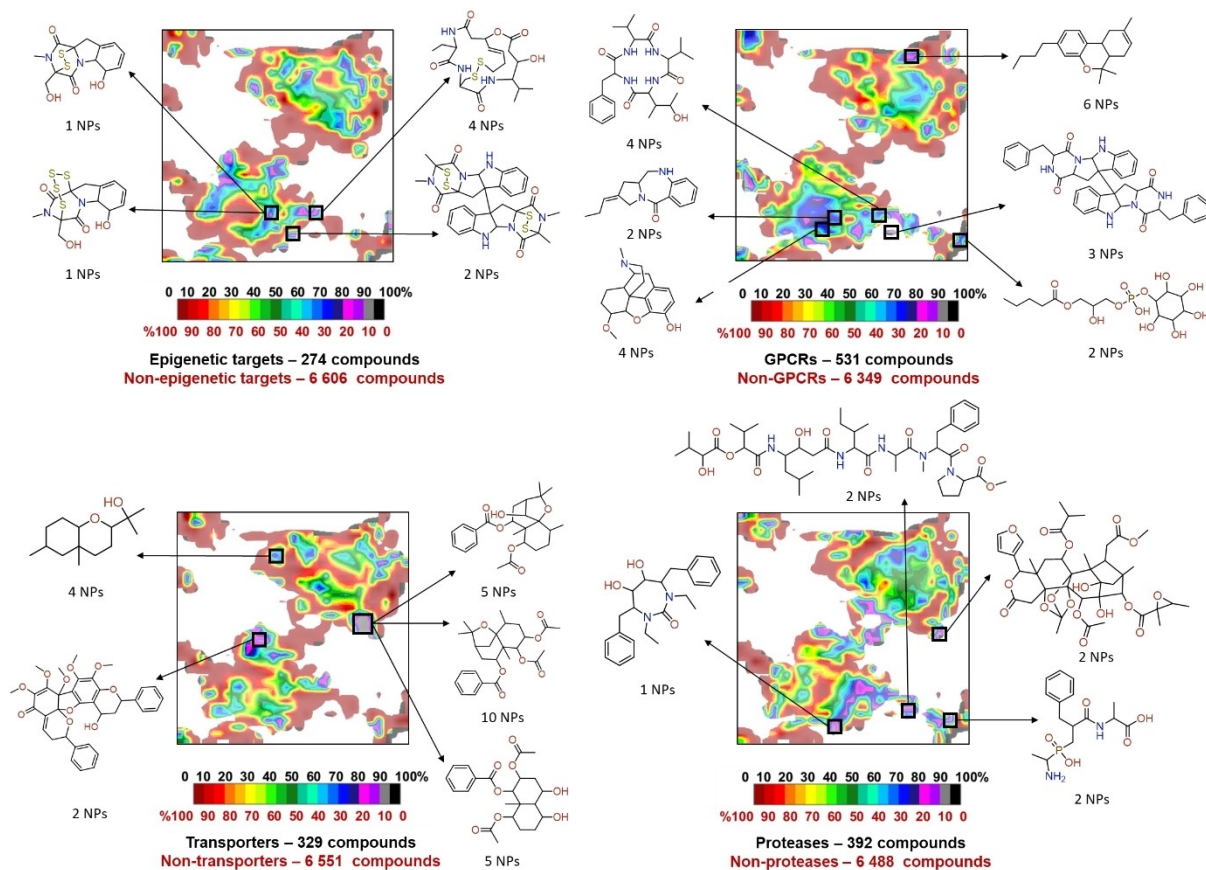 1 NPs
4 NPs
1 NPs
2 NPs
0 10 20 30 40 50 60 70 80 90 100%
%100 90 80 70 60 50 40 30 20 10 0
Epigenetic targets – 274 compounds
Non-epigenetic targets – 6 606 compounds
4 NPs
6 NPs
2 NPs
3 NPs
4 NPs
2 NPs
0 10 20 30 40 50 60 70 80 90 100%
%100 90 80 70 60 50 40 30 20 10 0
GPCRs – 531 compounds
Non-GPCRs – 6 349 compounds
4 NPs
5 NPs
10 NPs
2 NPs
5 NPs
0 10 20 30 40 50 60 70 80 90 100%
%100 90 80 70 60 50 40 30 20 10 0
Transporters – 329 compounds
Non-transporters – 6 551 compounds
2 NPs
1 NPs
2 NPs
2 NPs
0 10 20 30 40 50 60 70 80 90 100%
%100 90 80 70 60 50 40 30 20 10 0
Proteases – 392 compounds
Non-proteases – 6 488 compounds